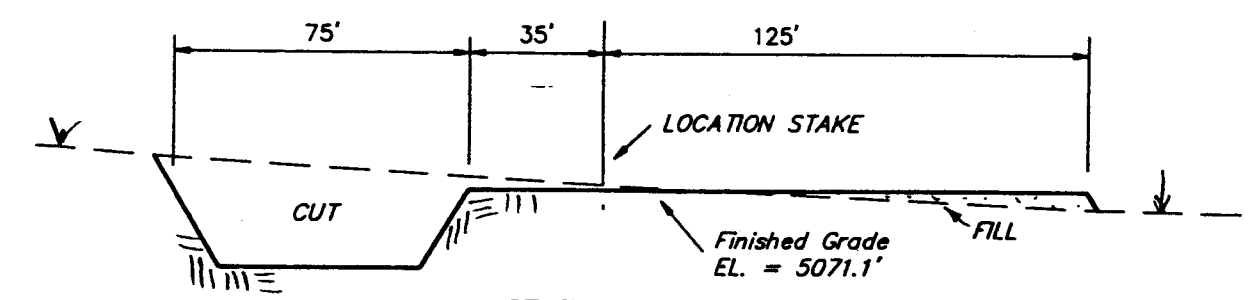 75'
35'
125'
LOCATION STAKE
CUT
Finished Grade
EL. = 5071.1'
FILL